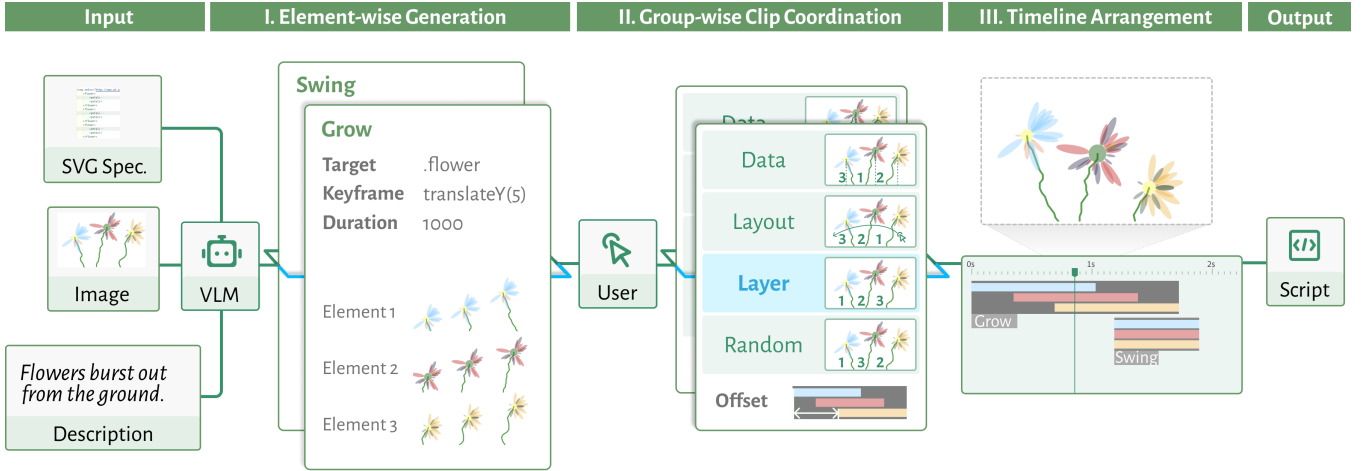 Input
I. Element-wise Generation
II. Group-wise Clip Coordination
III. Timeline Arrangement
Output
SVG Spec.
Image
VLM
Flowers burst out
from the ground.
Description
Swing
Grow
Target .flower
Keyframe translateY(5)
Duration 1000
Element 1
Element 2
Element 3
User
Data
Data
3 1 2
Layout
3 2 1
Layer
1 2 3
Random
1 3 2
Offset
0s 1s 2s
Grow
Swing
Script